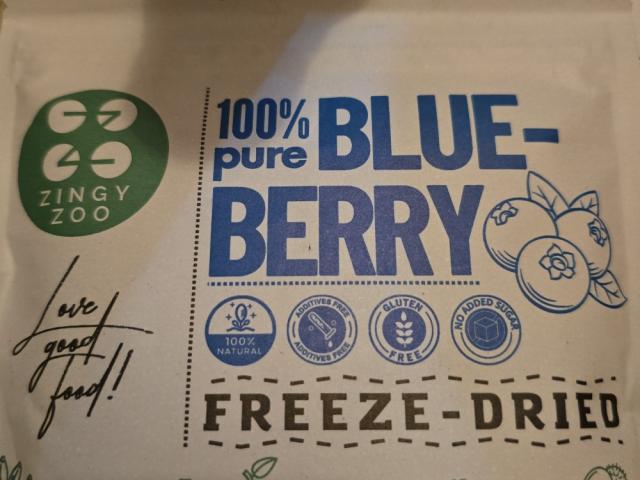 ZINGY
ZOO
100%
pure
BLUE-
BERRY
100%
NATURAL
ADDITIVES FREE
ADDITIVES FREE
GLUTEN
FREE
NO ADDED SUGAR
Love
good
food!!
FREEZE-DRIED